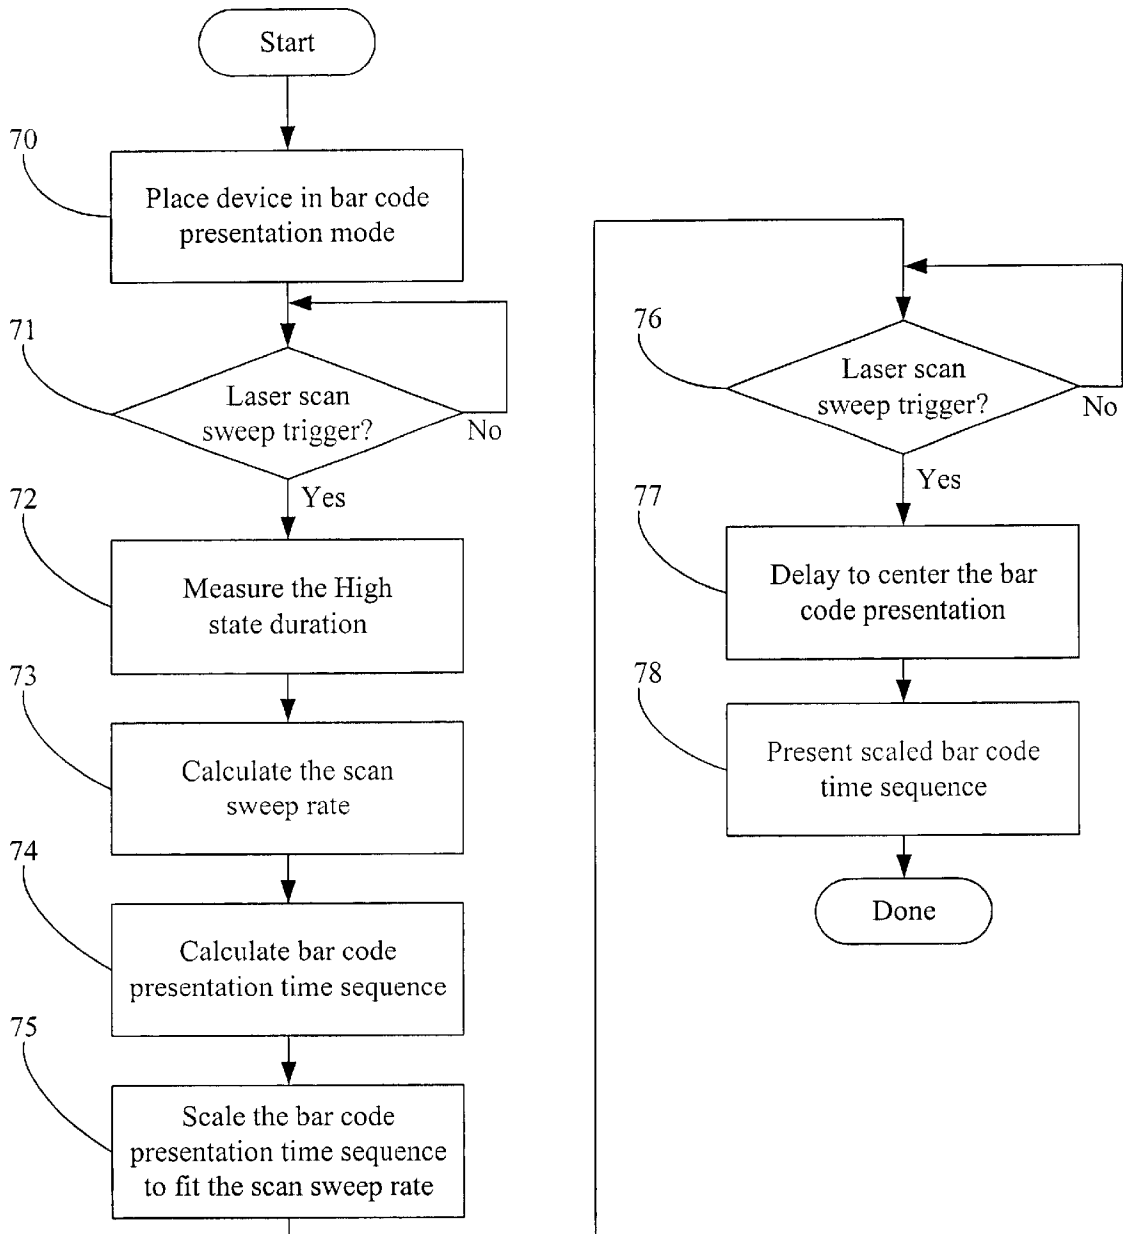 Start
70
Place device in bar code
presentation mode
71
Laser scan
sweep trigger?
No
Yes
72
Measure the High
state duration
73
Calculate the scan
sweep rate
74
Calculate bar code
presentation time sequence
75
Scale the bar code
presentation time sequence
to fit the scan sweep rate
76
Laser scan
sweep trigger?
No
Yes
77
Delay to center the bar
code presentation
78
Present scaled bar code
time sequence
Done